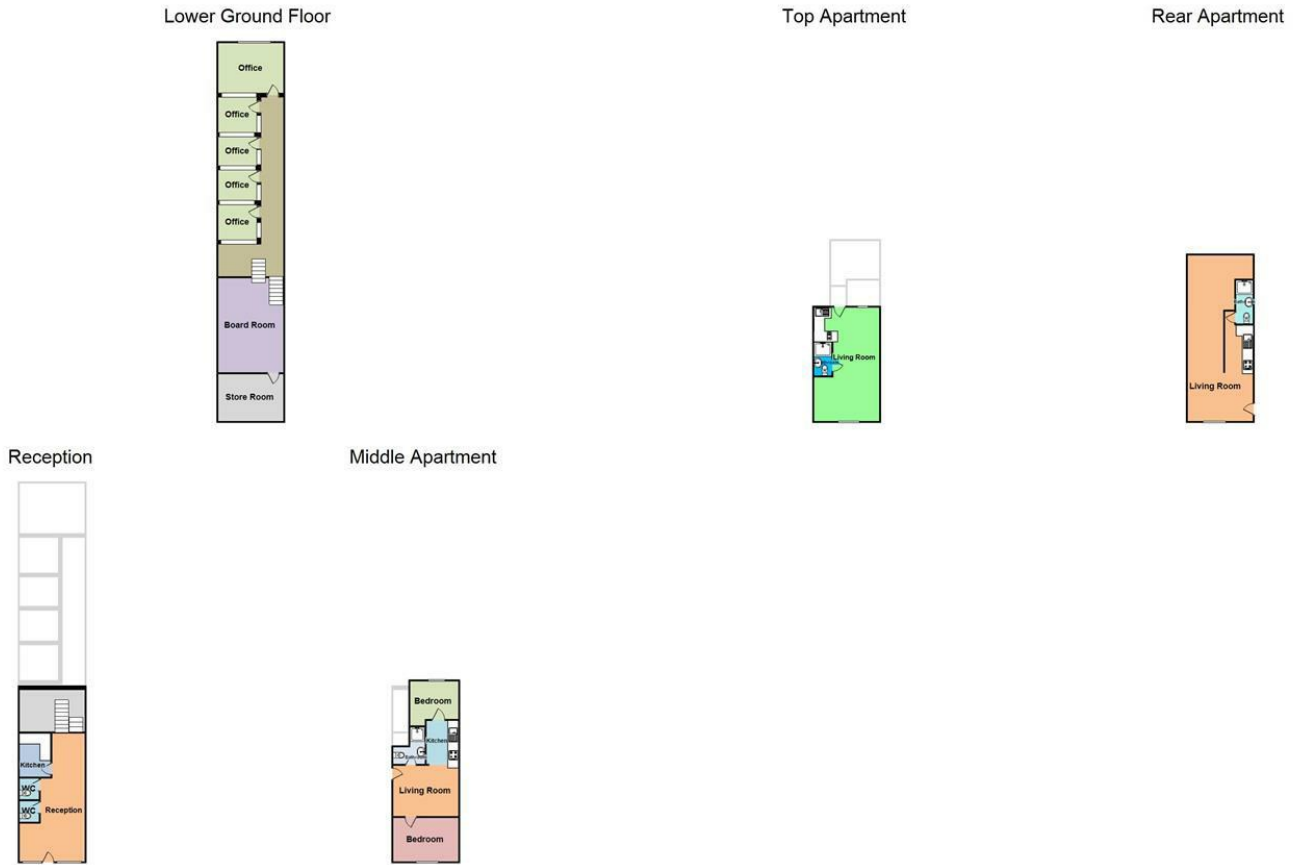 Lower Ground Floor
Top Apartment
Rear Apartment
Office
Office
Office
Office
Office
Board Room
Store Room
Living Room
Living Room
Reception
Middle Apartment
Kitchen
WC
WC
Reception
Bedroom
Kitchen
Living Room
Bedroom